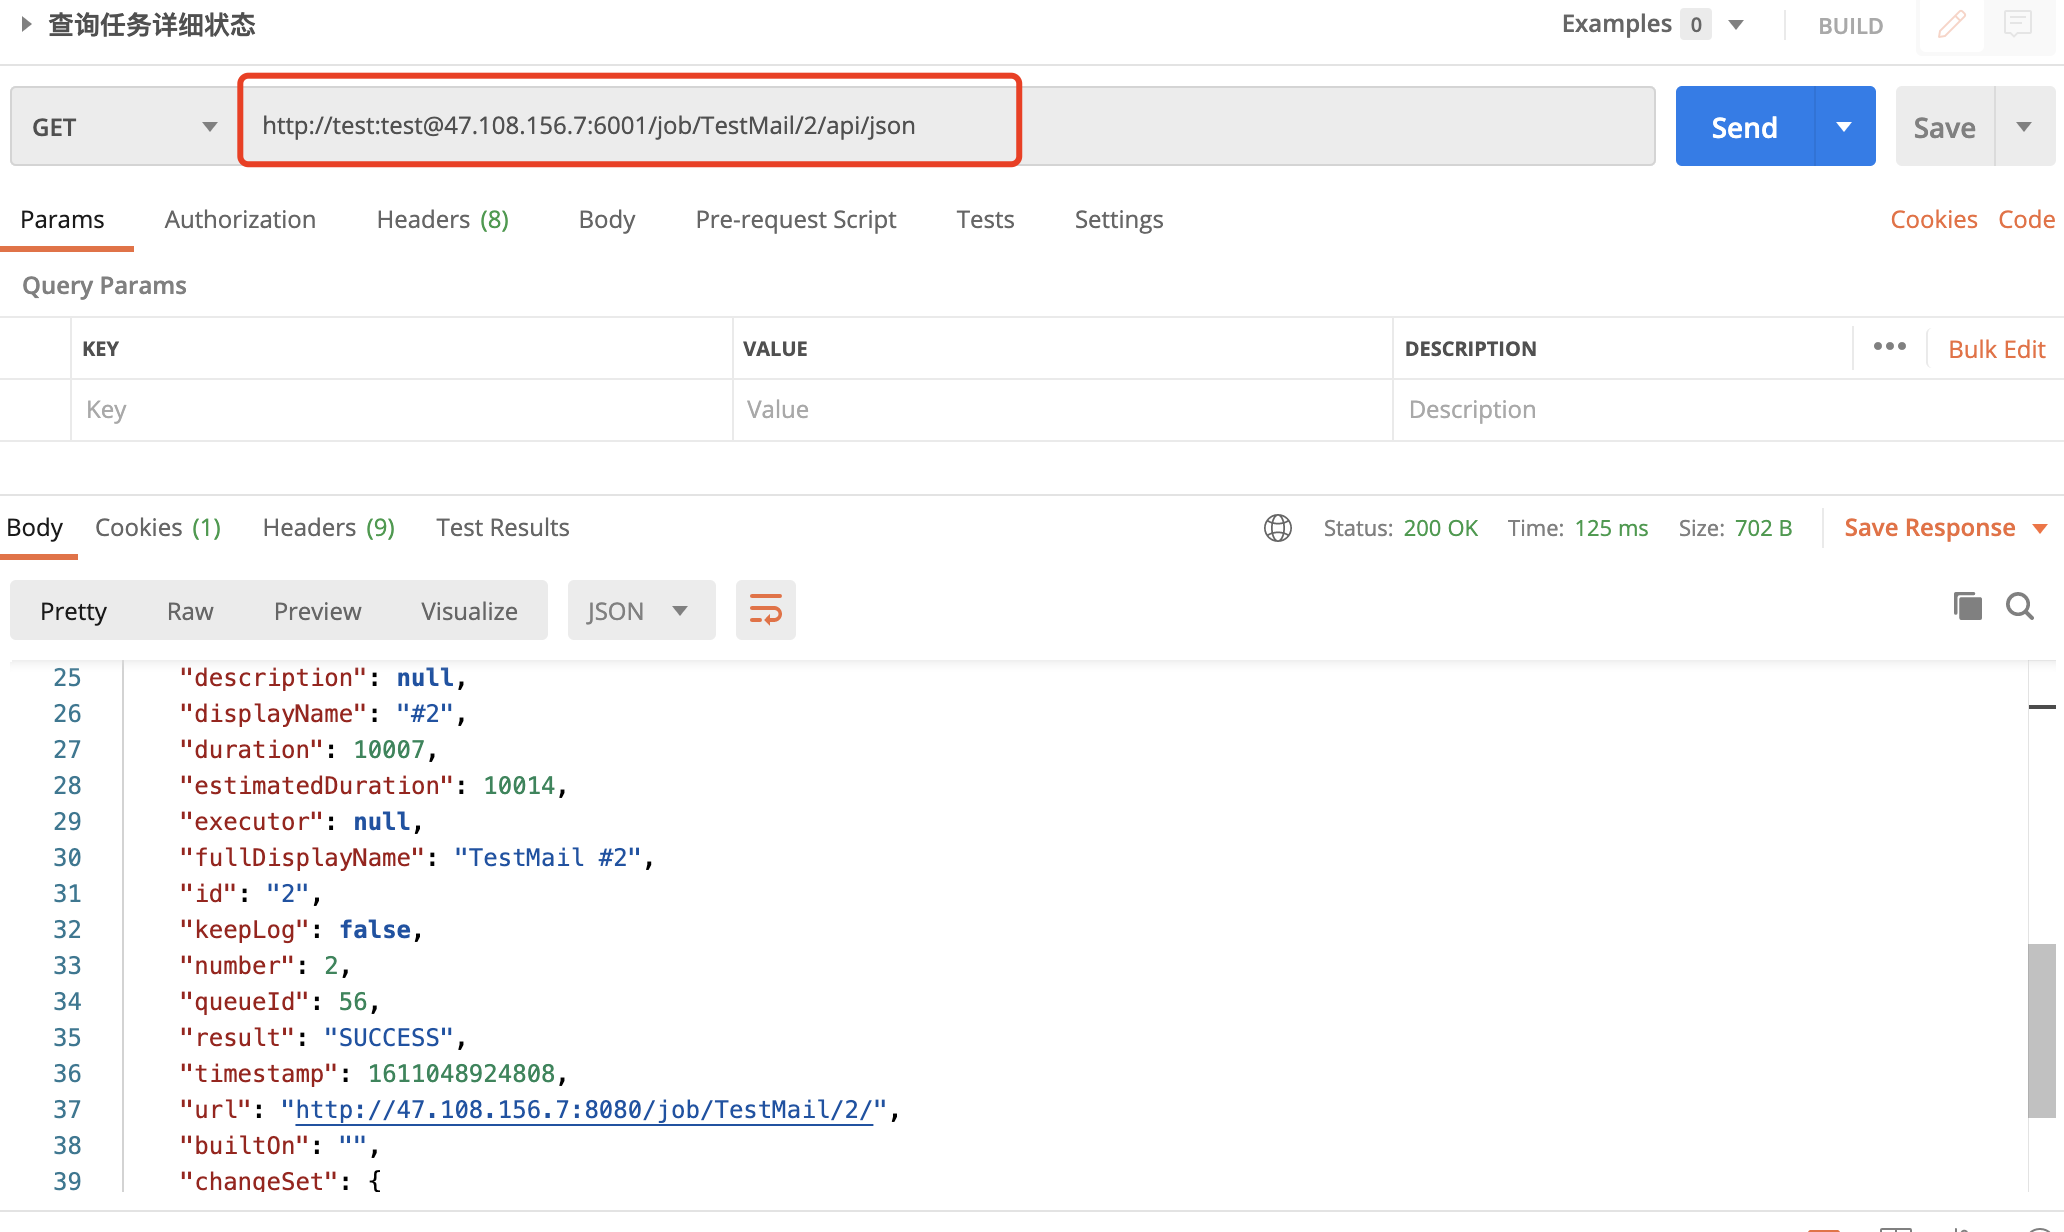 查询任务详细状态 Examples 0 BUILD
GET http://test:test@47.108.156.7:6001/job/TestMail/2/api/json Send Save
Params Authorization Headers (8) Body Pre-request Script Tests Settings Cookies Code
Query Params
KEY VALUE DESCRIPTION ••• Bulk Edit
Key Value Description
Body Cookies (1) Headers (9) Test Results Status: 200 OK Time: 125 ms Size: 702 B Save Response
Pretty Raw Preview Visualize JSON
25 "description": null,
26 "displayName": "#2",
27 "duration": 10007,
28 "estimatedDuration": 10014,
29 "executor": null,
30 "fullDisplayName": "TestMail #2",
31 "id": "2",
32 "keepLog": false,
33 "number": 2,
34 "queueId": 56,
35 "result": "SUCCESS",
36 "timestamp": 1611048924808,
37 "url": "http://47.108.156.7:8080/job/TestMail/2/",
38 "builtOn": "",
39 "changeSet": {